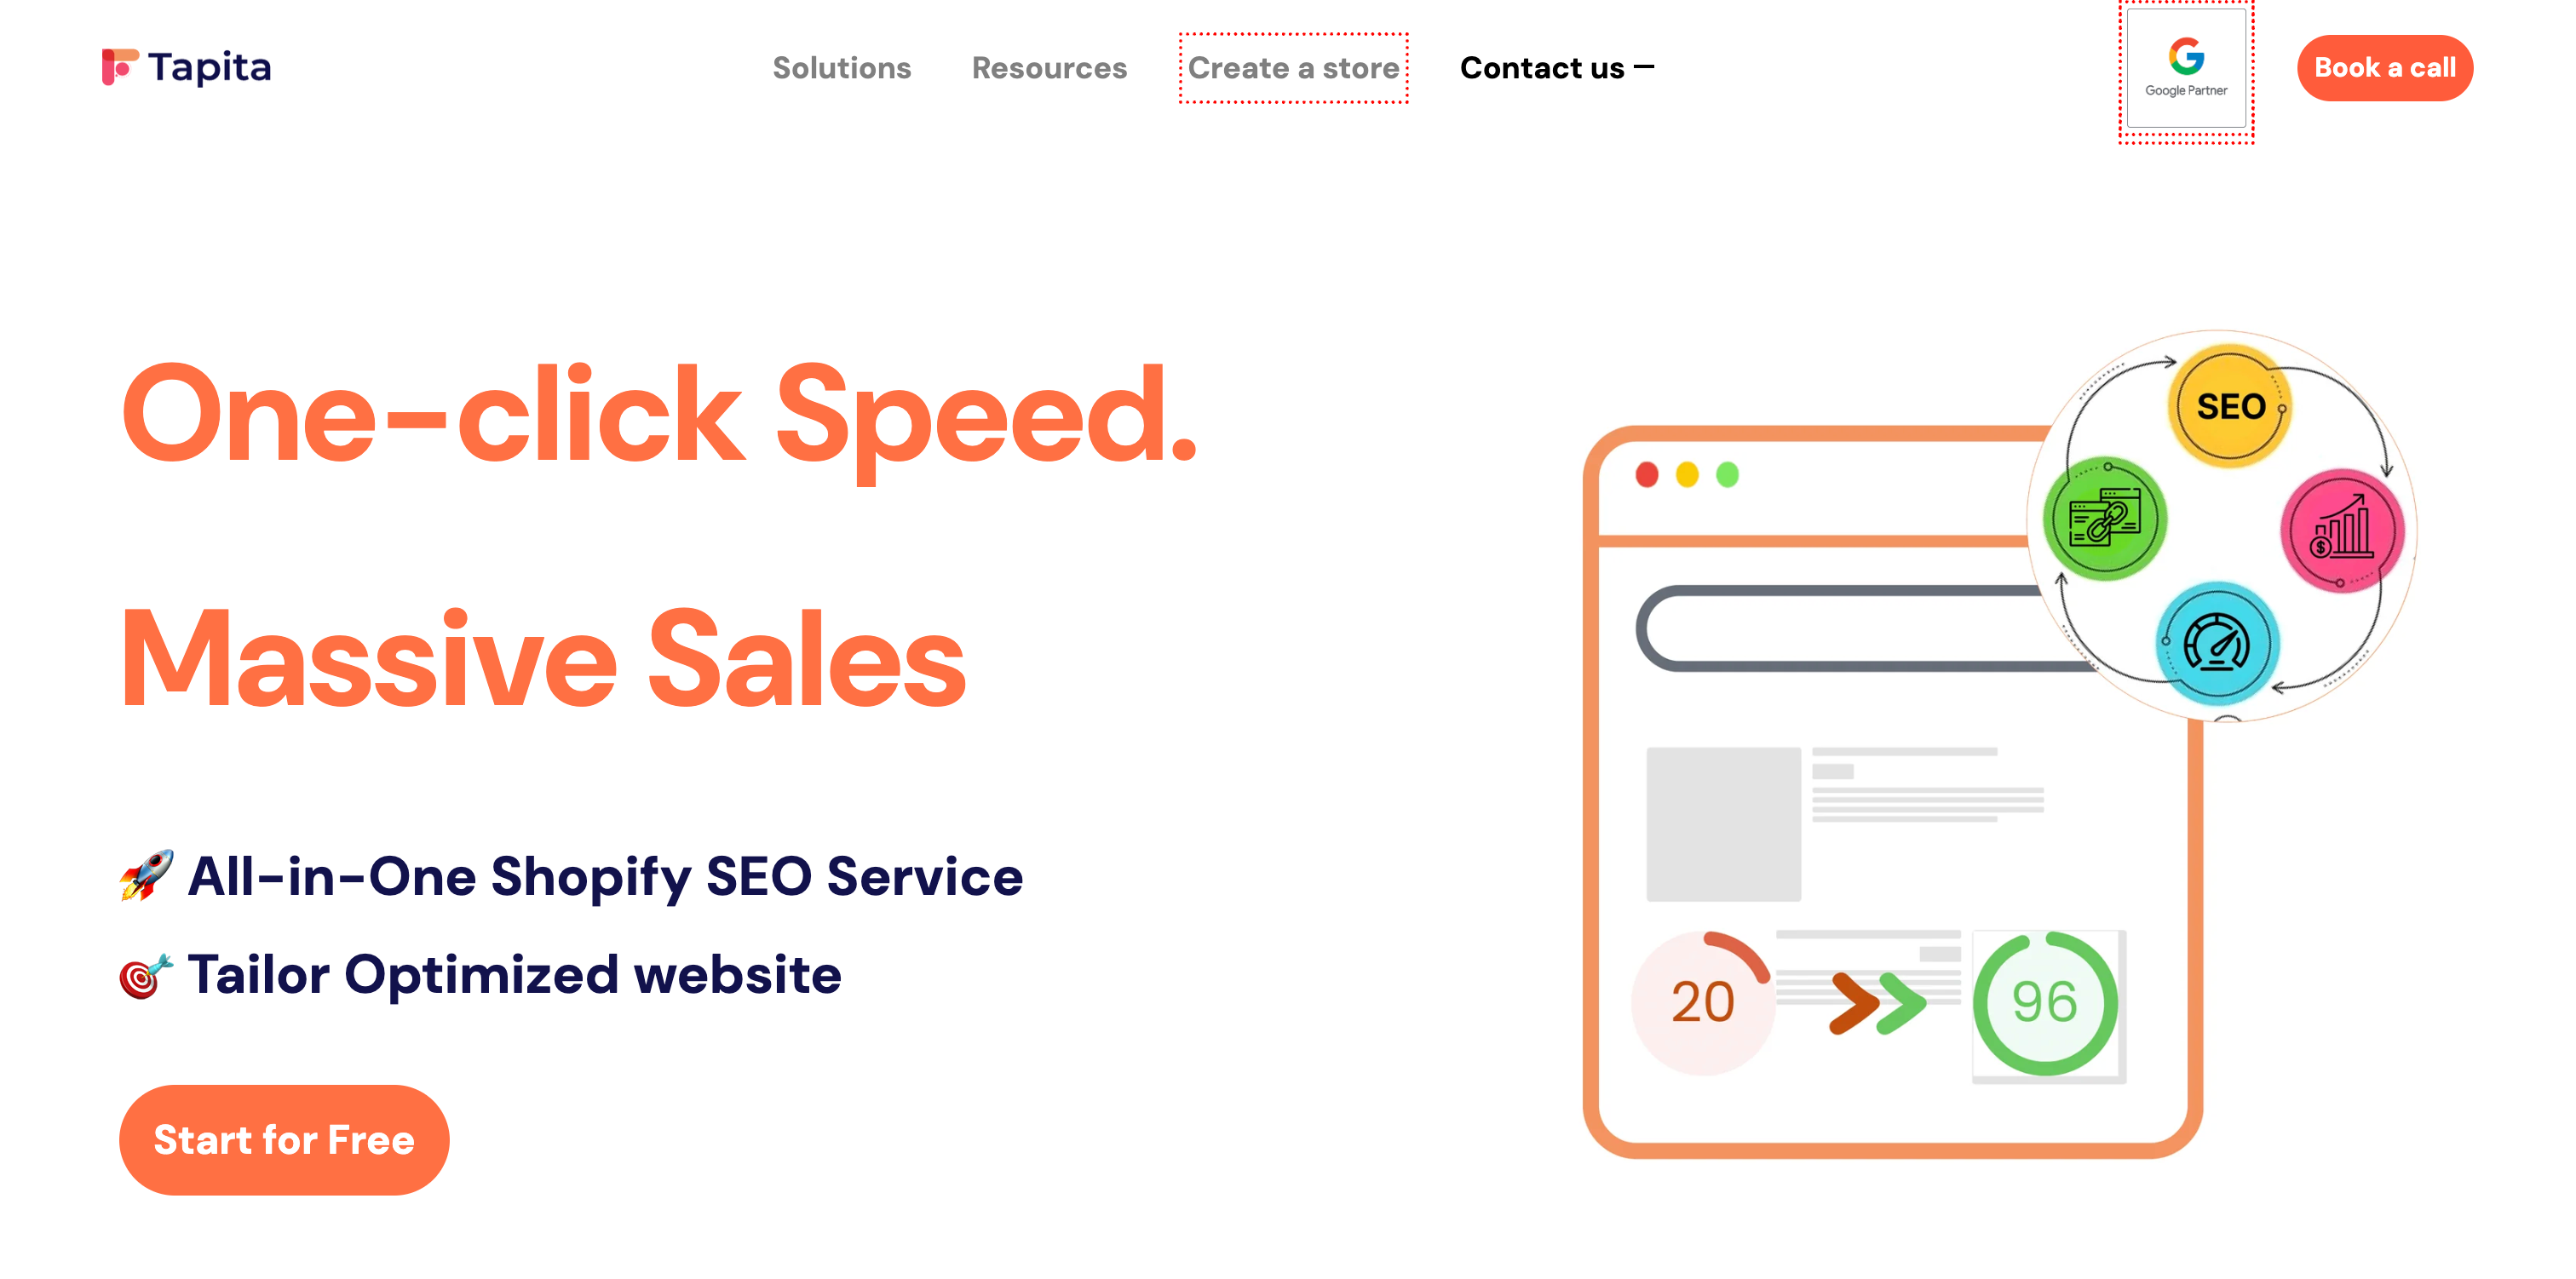 Tapita
Solutions
Resources
Create a store
Contact us
Google Partner
Book a call
One-click Speed.
Massive Sales
All-in-One Shopify SEO Service
Tailor Optimized website
Start for Free
SEO
$
20
96